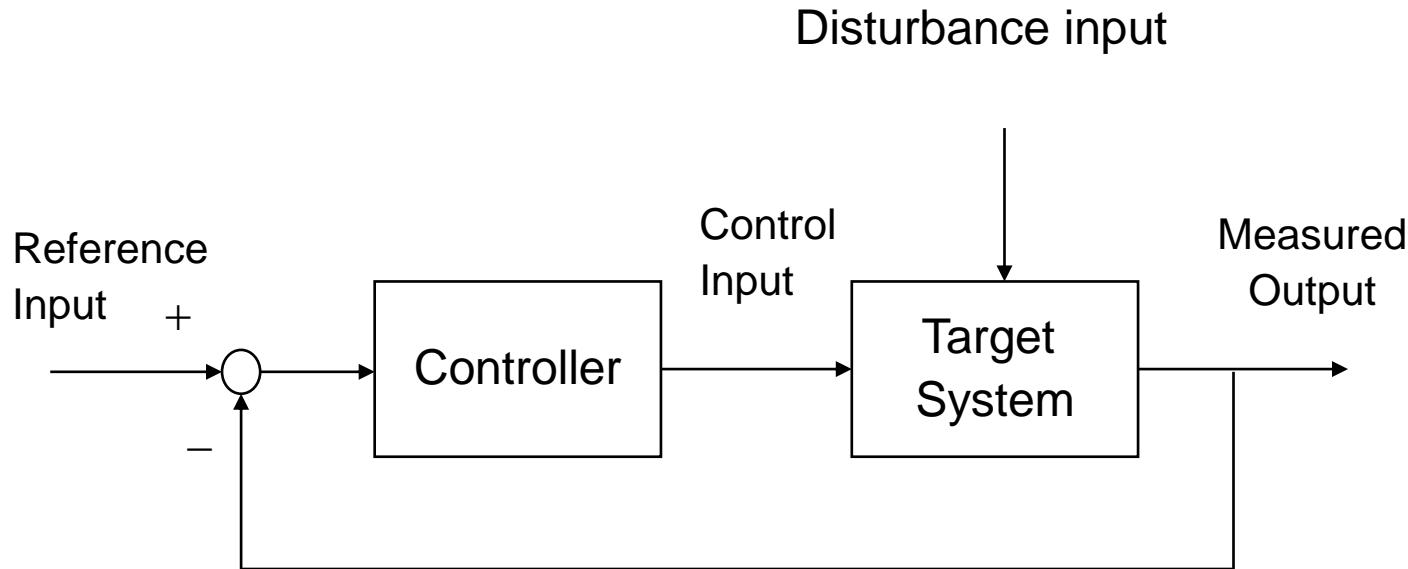 Disturbance input
Reference
Input
+
−
Controller
Control
Input
Target
System
Measured
Output